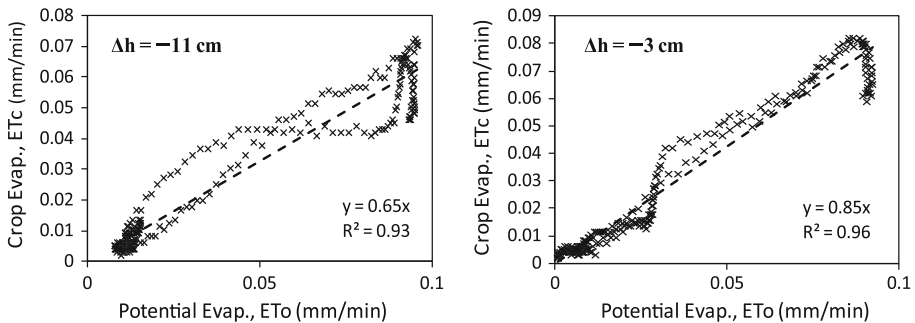 Δh = −11 cm
Crop Evap., ETc (mm/min)
0.08
0.07
0.06
0.05
0.04
0.03
0.02
0.01
0
y = 0.65x
R² = 0.93
0
0.05
0.1
Potential Evap., ETo (mm/min)
Δh = −3 cm
Crop Evap., ETc (mm/min)
0.09
0.08
0.07
0.06
0.05
0.04
0.03
0.02
0.01
0
y = 0.85x
R² = 0.96
0
0.05
0.1
Potential Evap., ETo (mm/min)